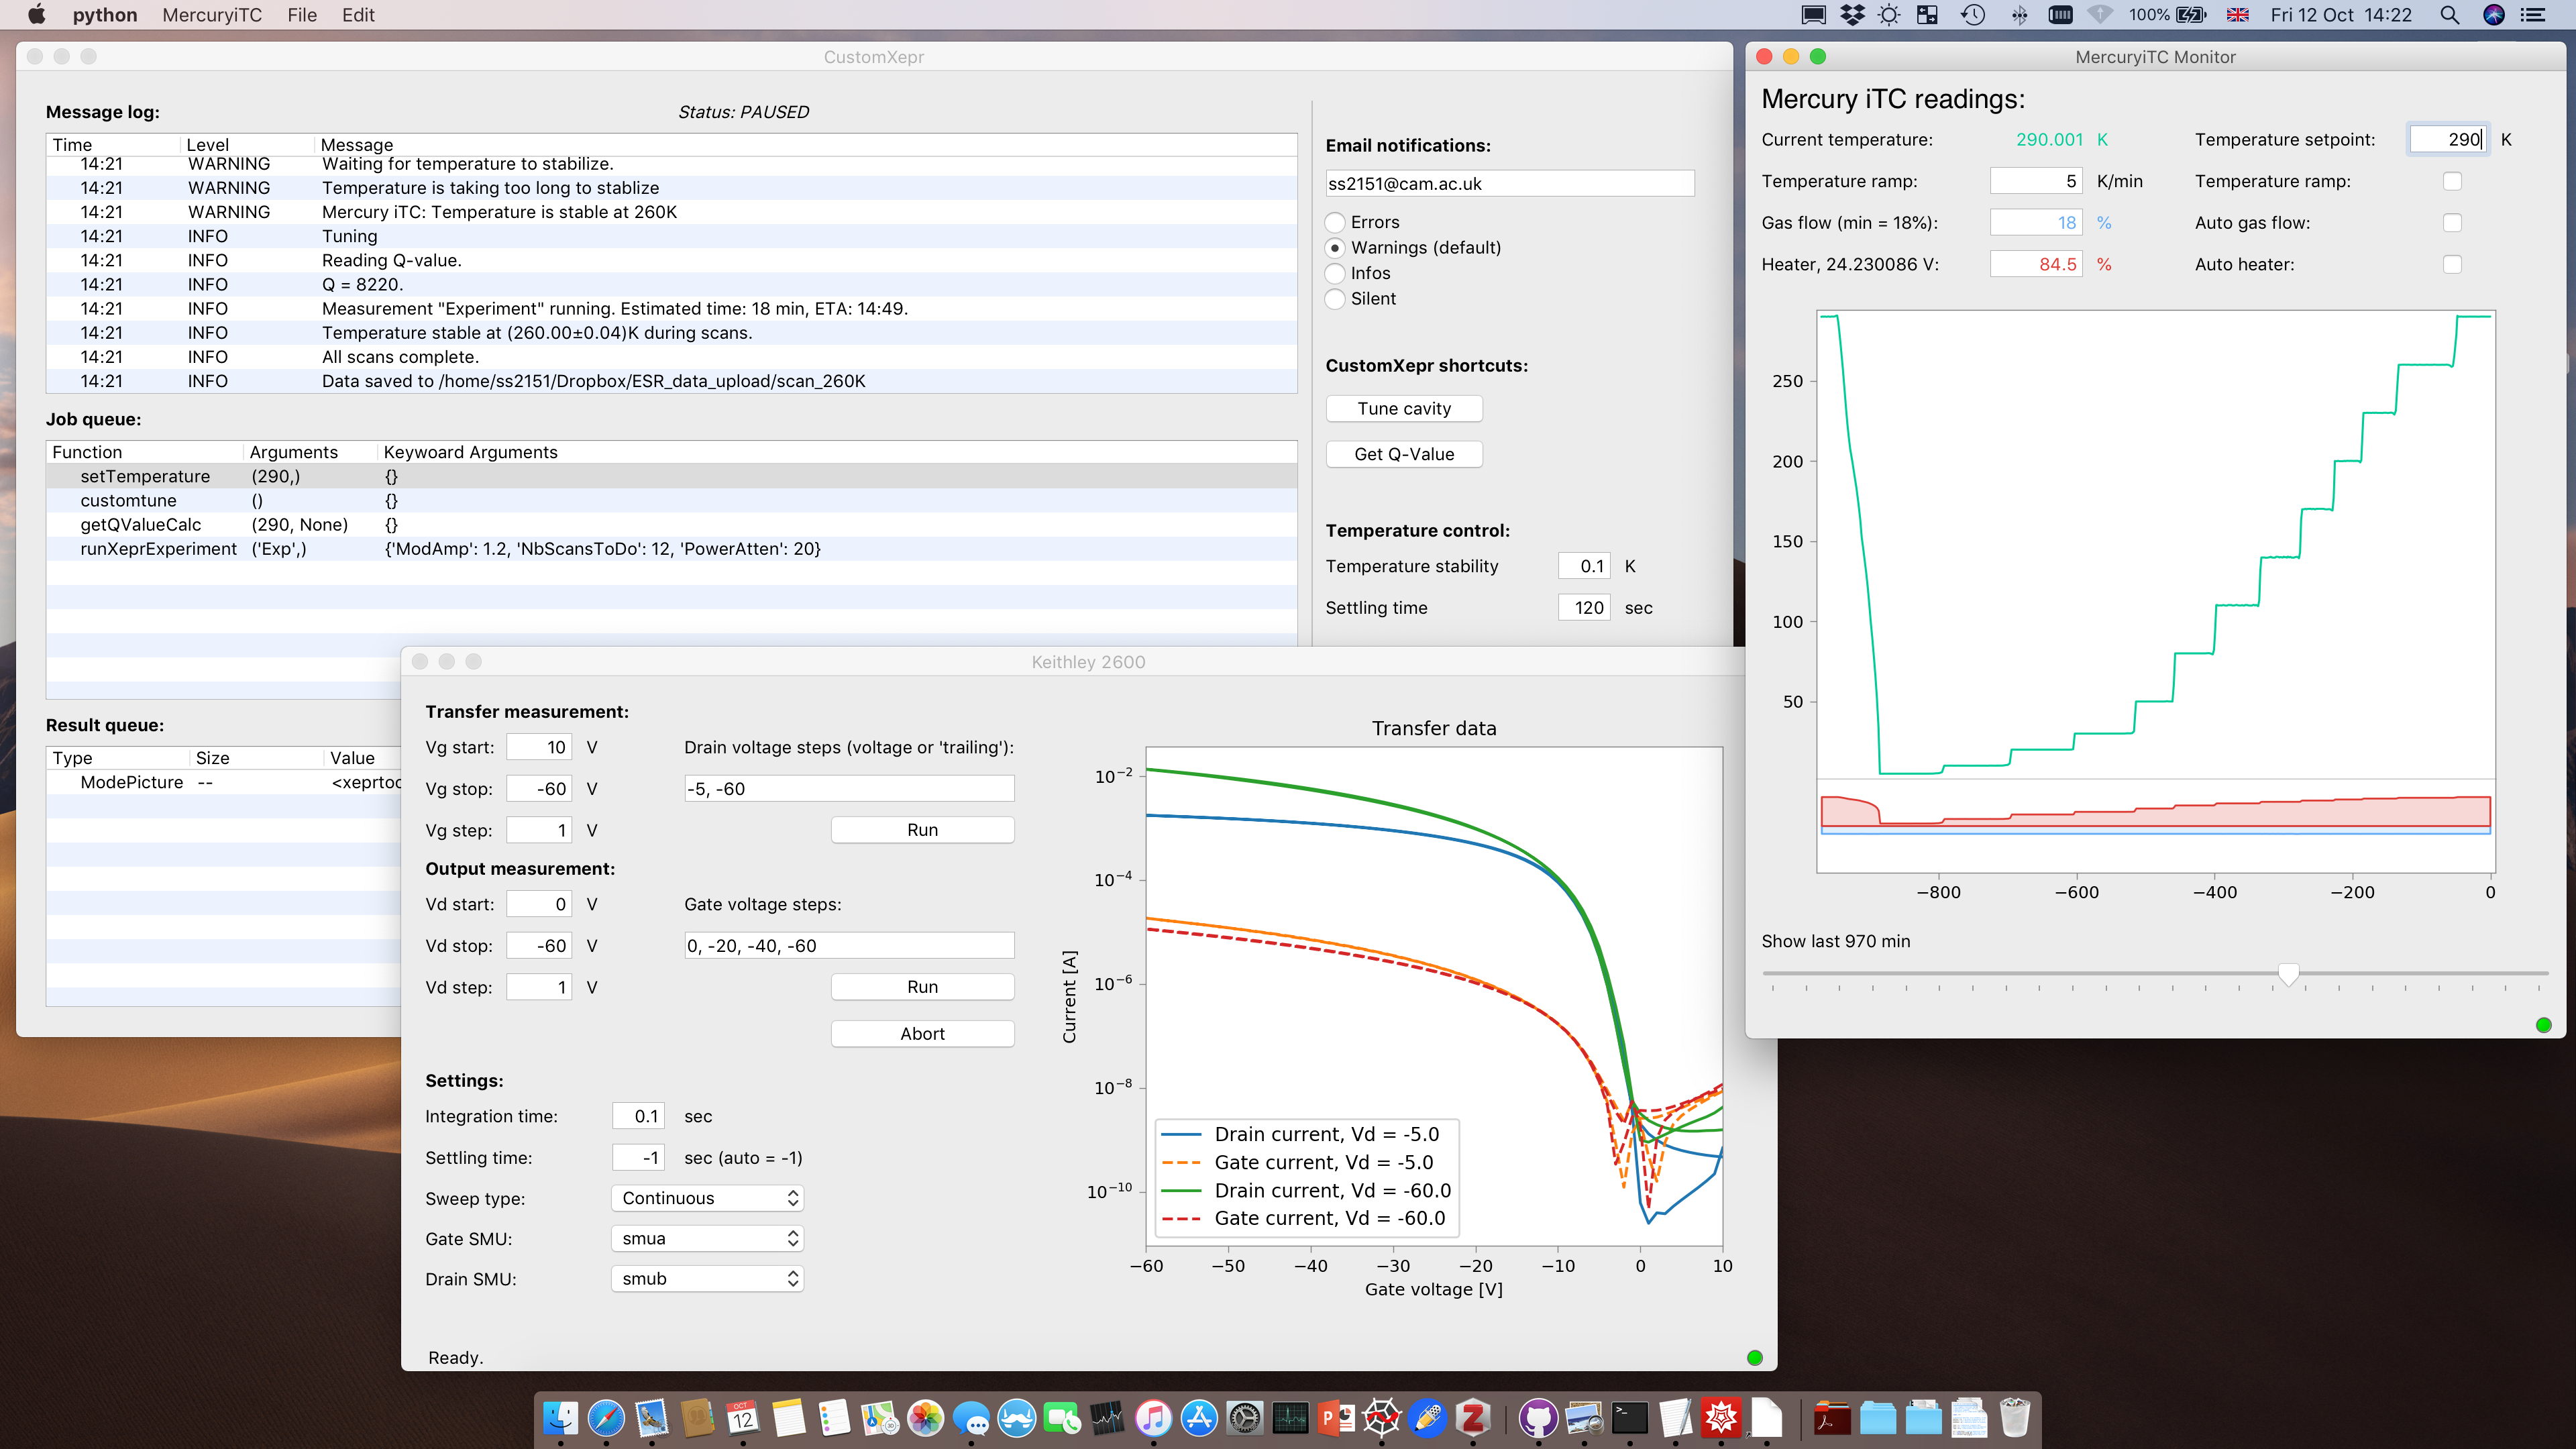 python MercuryiTC File Edit
100% Fri 12 Oct 14:22
CustomXepr
Message log:
Status: PAUSED
Time Level Message
14:21 WARNING Waiting for temperature to stabilize.
14:21 WARNING Temperature is taking too long to stablize
14:21 WARNING Mercury iTC: Temperature is stable at 260K
14:21 INFO Tuning
14:21 INFO Reading Q-value.
14:21 INFO Q = 8220.
14:21 INFO Measurement "Experiment" running. Estimated time: 18 min, ETA: 14:49.
14:21 INFO Temperature stable at (260.00±0.04)K during scans.
14:21 INFO All scans complete.
14:21 INFO Data saved to /home/ss2151/Dropbox/ESR_data_upload/scan_260K
Job queue:
Function Arguments Keywoard Arguments
setTemperature (290,) {}
customtune () {}
getQValueCalc (290, None) {}
runXeprExperiment ('Exp',) {'ModAmp': 1.2, 'NbScansToDo': 12, 'PowerAtten': 20}
Result queue:
Type Size Value
ModePicture -- <xeprtoo
Email notifications:
ss2151@cam.ac.uk
Errors
Warnings (default)
Infos
Silent
CustomXepr shortcuts:
Tune cavity
Get Q-Value
Temperature control:
Temperature stability 0.1 K
Settling time 120 sec
Keithley 2600
Transfer measurement:
Vg start: 10 V Drain voltage steps (voltage or 'trailing'):
Vg stop: -60 V -5, -60
Vg step: 1 V Run
Output measurement:
Vd start: 0 V Gate voltage steps:
Vd stop: -60 V 0, -20, -40, -60
Vd step: 1 V Run
Abort
Settings:
Integration time: 0.1 sec
Settling time: -1 sec (auto = -1)
Sweep type: Continuous
Gate SMU: smua
Drain SMU: smub
Ready.
Transfer data
10−2
10−4
10−6
10−8
10−10
Current [A]
Drain current, Vd = -5.0
Gate current, Vd = -5.0
Drain current, Vd = -60.0
Gate current, Vd = -60.0
−60 −50 −40 −30 −20 −10 0 10
Gate voltage [V]
MercuryiTC Monitor
Mercury iTC readings:
Current temperature: 290.001 K Temperature setpoint: 290 K
Temperature ramp: 5 K/min Temperature ramp:
Gas flow (min = 18%): 18 % Auto gas flow:
Heater, 24.230086 V: 84.5 % Auto heater:
250
200
150
100
50
−800 −600 −400 −200 0
Show last 970 min
OCT
12